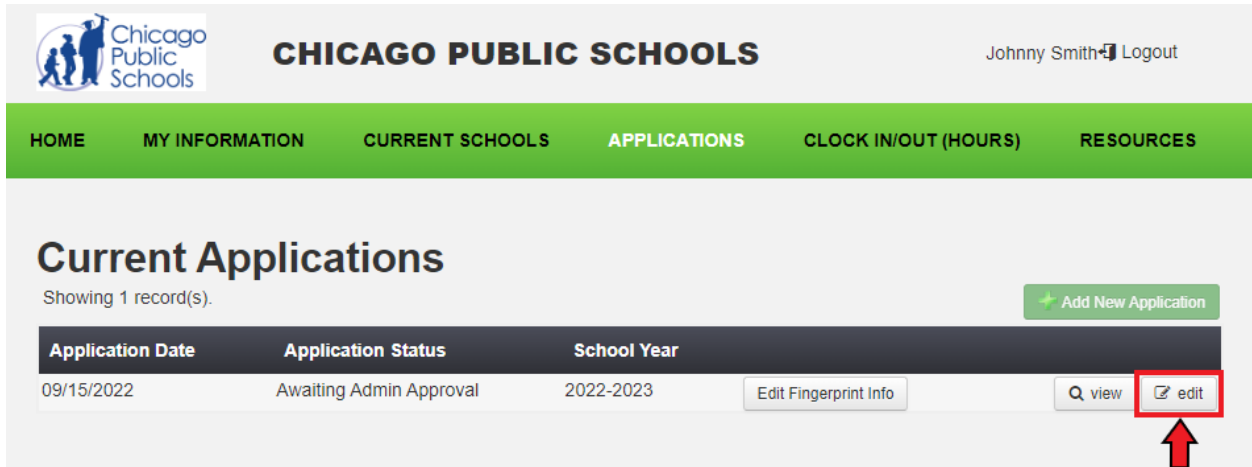 Chicago
Public
Schools
CHICAGO PUBLIC SCHOOLS
Johnny Smith Logout
HOME MY INFORMATION CURRENT SCHOOLS APPLICATIONS CLOCK IN/OUT (HOURS) RESOURCES
Current Applications
Showing 1 record(s).
Add New Application
Application Date Application Status School Year
09/15/2022 Awaiting Admin Approval 2022-2023 Edit Fingerprint Info view edit